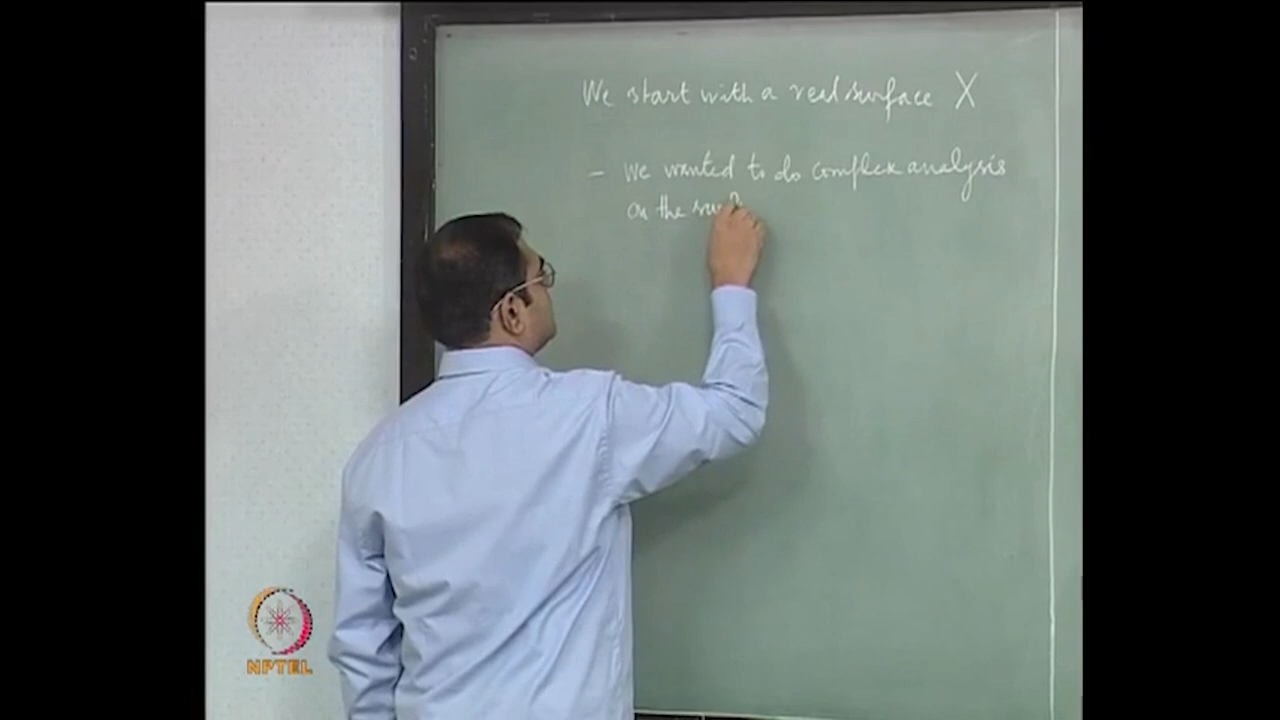 We start with a real surface X
- we wanted to do complex analysis
on the
NPTEL